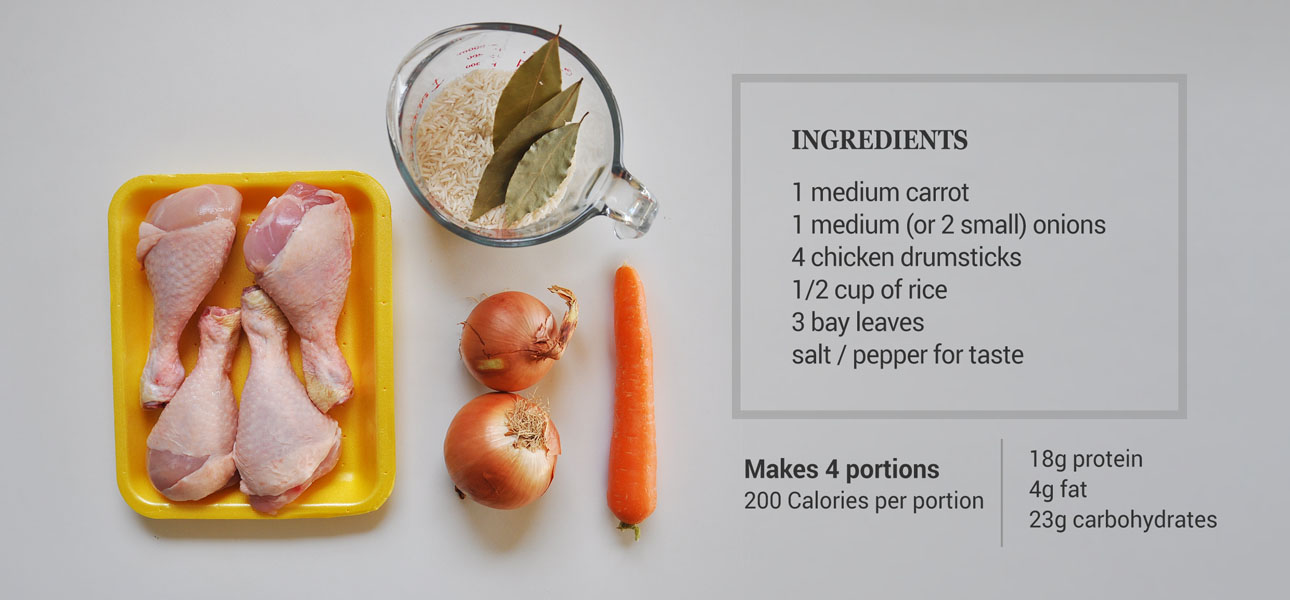 INGREDIENTS
1 medium carrot
1 medium (or 2 small) onions
4 chicken drumsticks
1/2 cup of rice
3 bay leaves
salt / pepper for taste
Makes 4 portions
200 Calories per portion
18g protein
4g fat
23g carbohydrates